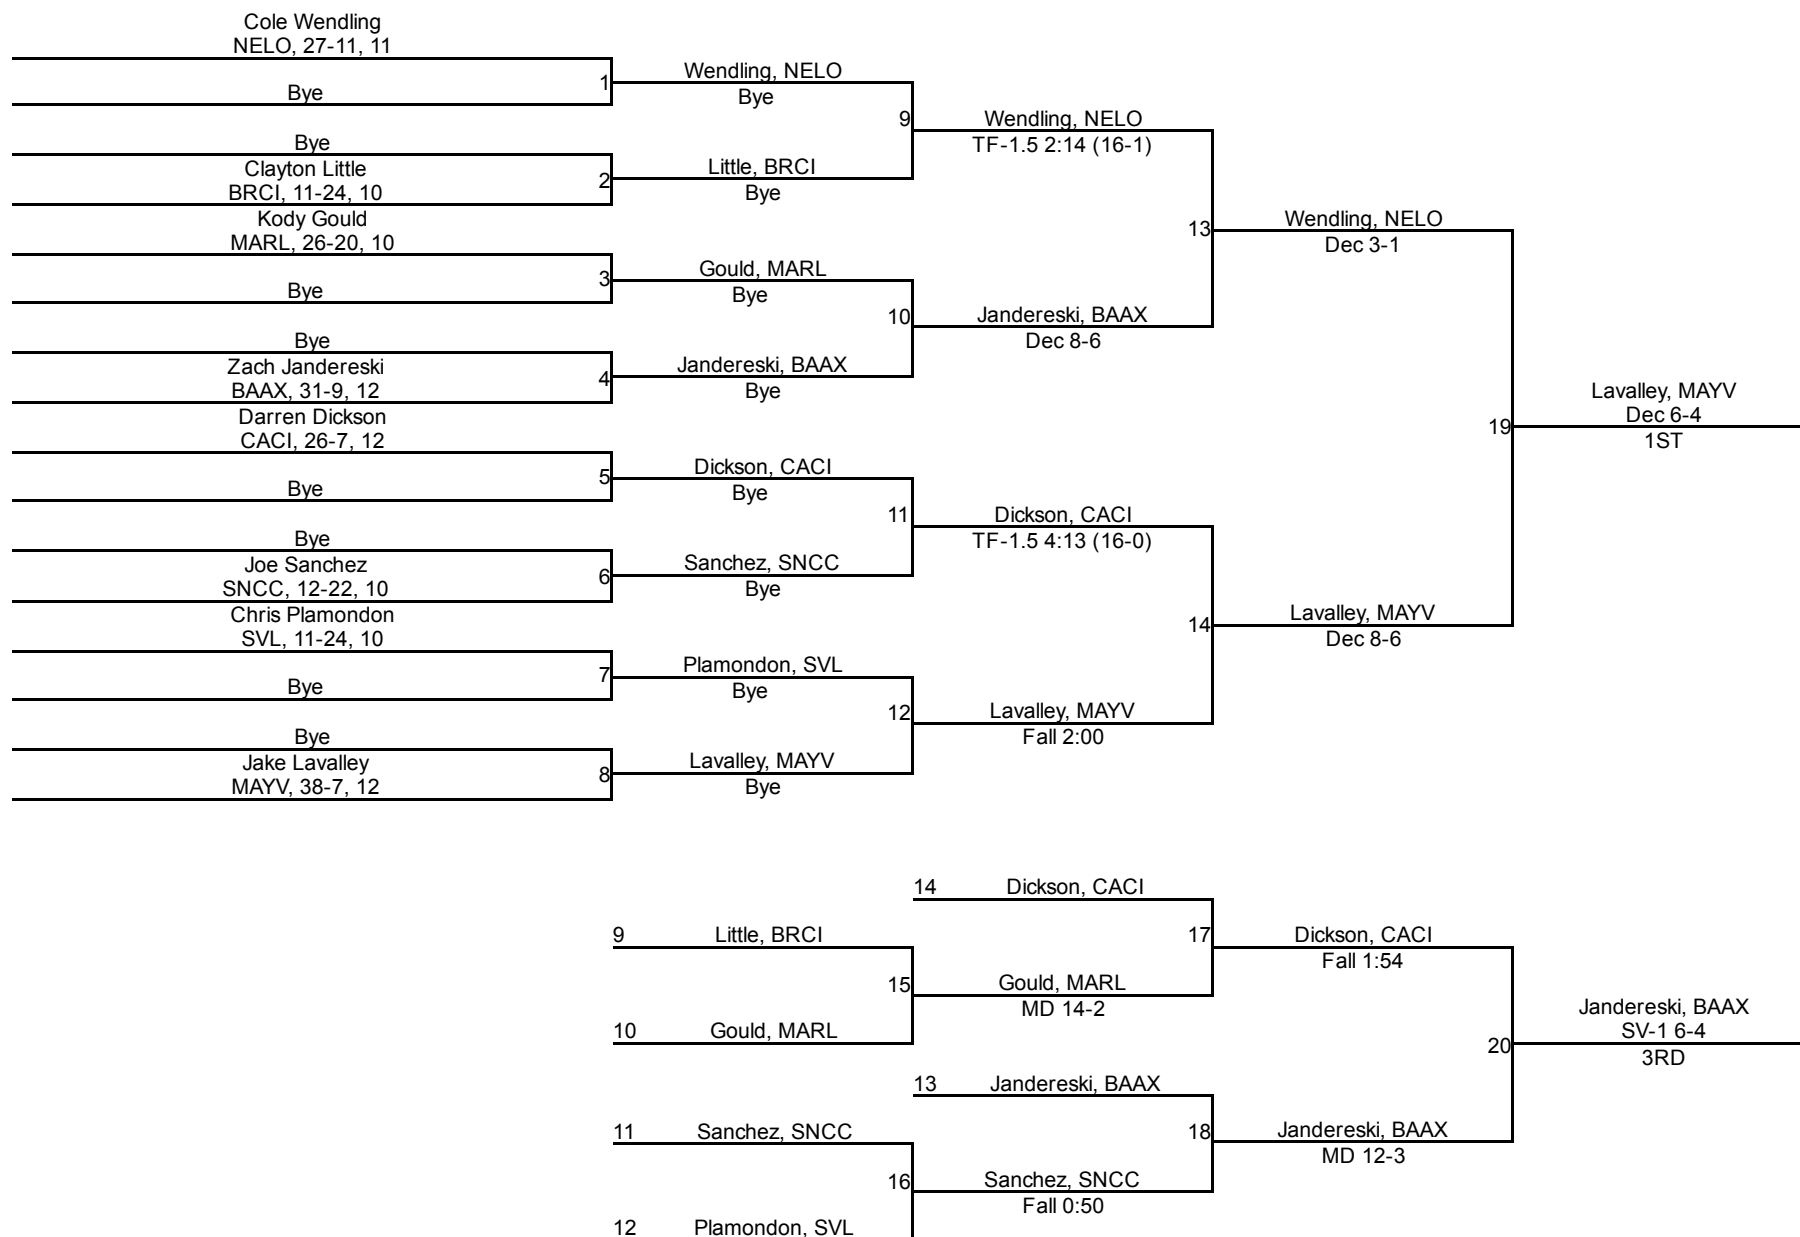 Cole Wendling
NELO, 27-11, 11
Bye
1
Bye
Clayton Little
BRCI, 11-24, 10
2
Kody Gould
MARL, 26-20, 10
Bye
3
Bye
Zach Jandereski
BAAX, 31-9, 12
4
Darren Dickson
CACI, 26-7, 12
Bye
5
Bye
Joe Sanchez
SNCC, 12-22, 10
6
Chris Plamondon
SVL, 11-24, 10
Bye
7
Bye
Jake Lavalley
MAYV, 38-7, 12
8
Wendling, NELO
Bye
9
Little, BRCI
Bye
Gould, MARL
Bye
10
Jandereski, BAAX
Bye
Dickson, CACI
Bye
11
Sanchez, SNCC
Bye
Plamondon, SVL
Bye
12
Lavalley, MAYV
Bye
Wendling, NELO
TF-1.5 2:14 (16-1)
13
Jandereski, BAAX
Dec 8-6
Dickson, CACI
TF-1.5 4:13 (16-0)
14
Lavalley, MAYV
Fall 2:00
Wendling, NELO
Dec 3-1
19
Lavalley, MAYV
Dec 8-6
Lavalley, MAYV
Dec 6-4
1ST
14 Dickson, CACI
9 Little, BRCI
17
15
Gould, MARL
MD 14-2
10 Gould, MARL
Dickson, CACI
Fall 1:54
13 Jandereski, BAAX
11 Sanchez, SNCC
18
16
Sanchez, SNCC
Fall 0:50
12 Plamondon, SVL
Jandereski, BAAX
MD 12-3
20
Jandereski, BAAX
SV-1 6-4
3RD